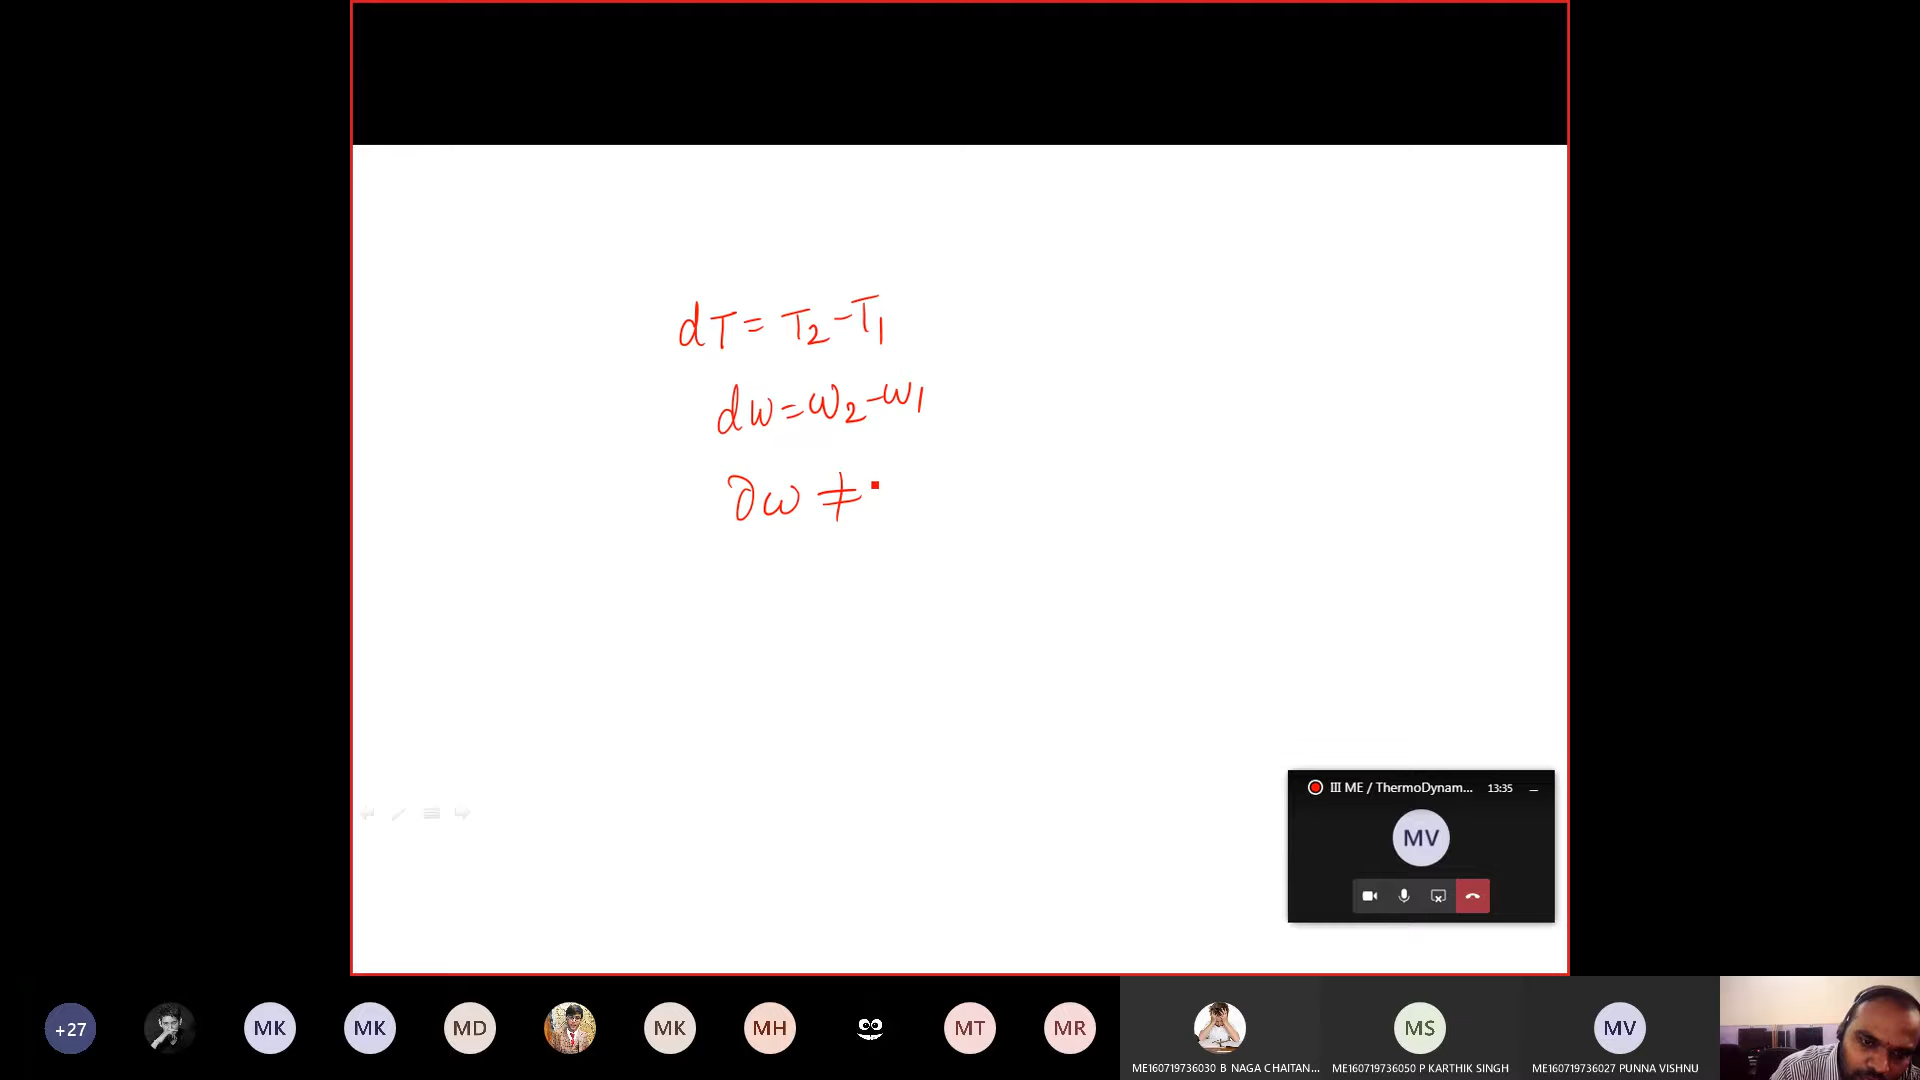 dT = T₂ - T₁
dw = w₂ - w₁
∂w ≠
III ME / ThermoDynam... 13:35
MV
+27
MK
MK
MD
MK
MH
MT
MR
ME160719736030 B NAGA CHAITAN...
MS
ME160719736050 P KARTHIK SINGH
MV
ME160719736027 PUNNA VISHNU